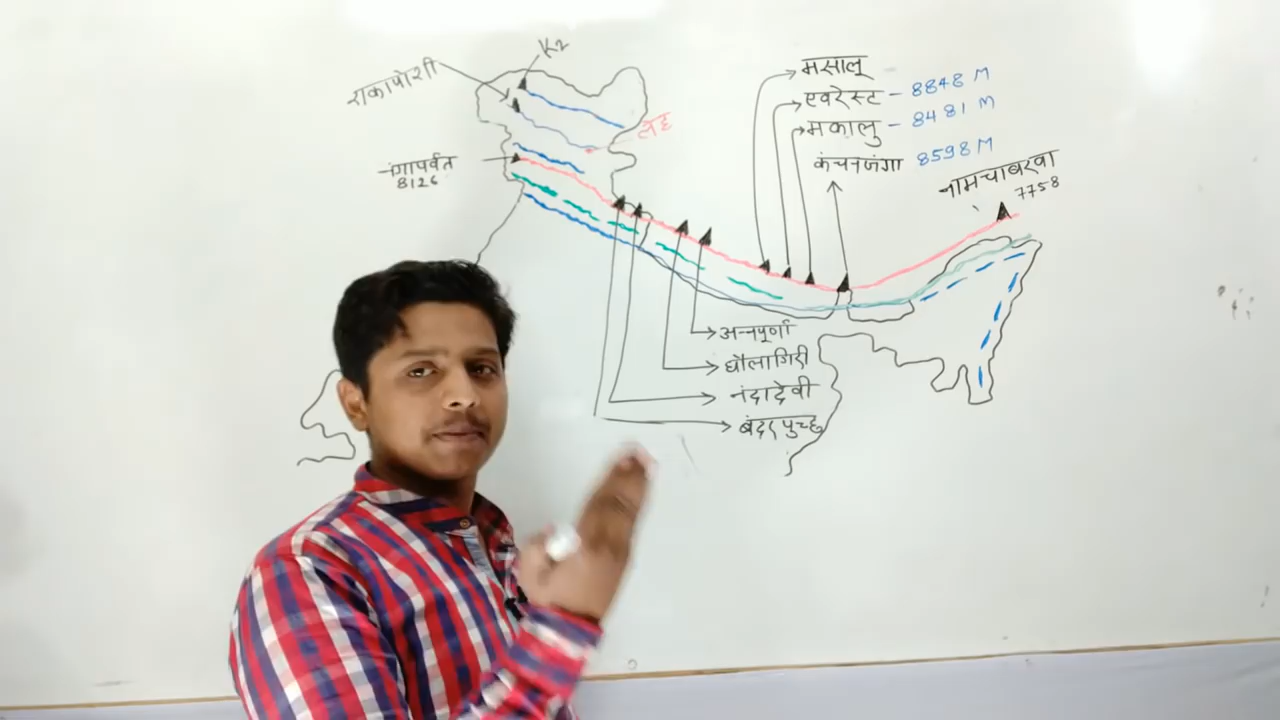 K2
राकापोशी
लेह
नंगापर्वत
8126
मसालू
एवरेस्ट - 8848 M
मकालु - 8481 M
कंचनजंगा 8598 M
नामचाबरवा
7758
अन्नपूर्णा
धौलागिरी
नंदादेवी
बंदरपुच्छ